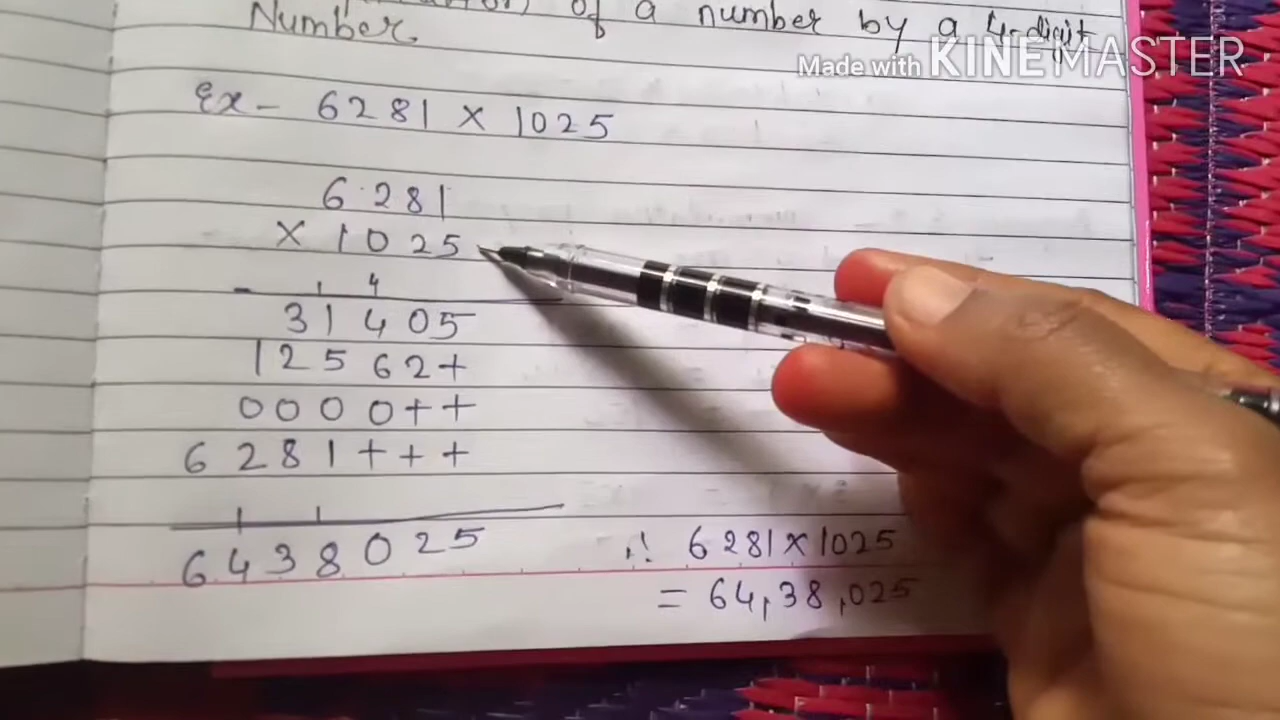 of a number by a 4-digit
Number.
Made with KINEMASTER
Ex - 6281 × 1025
6281
× 1025
1 4
31405
12562+
0000++
6281+++
1 1
6438025
∴ 6281×1025
= 64,38,025